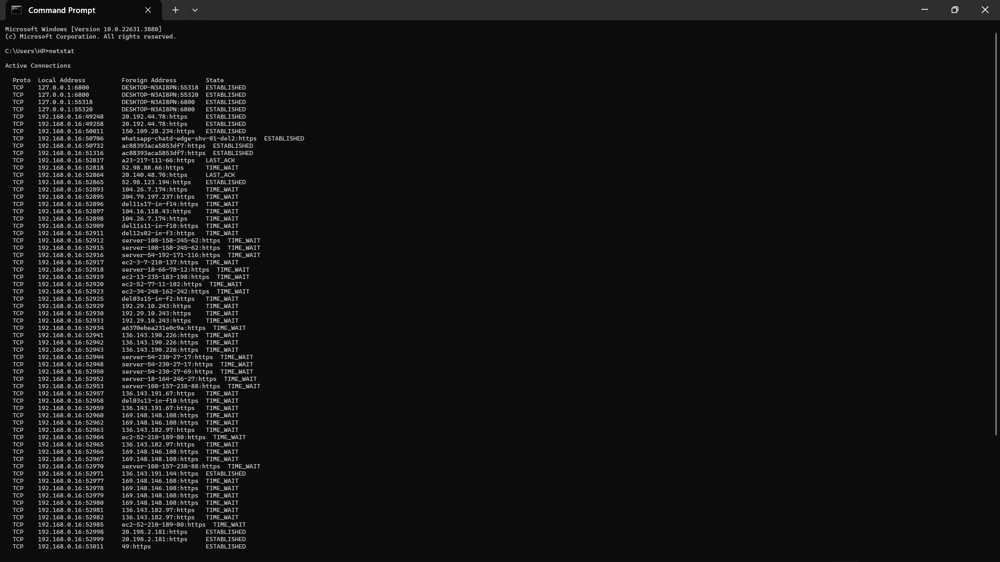 Command Prompt
Microsoft Windows [Version 10.0.22631.3880]
(c) Microsoft Corporation. All rights reserved.
C:\Users\HP>netstat
Active Connections
  Proto  Local Address          Foreign Address        State
  TCP    127.0.0.1:6800         DESKTOP-N3AI8PN:55318  ESTABLISHED
  TCP    127.0.0.1:6800         DESKTOP-N3AI8PN:55320  ESTABLISHED
  TCP    127.0.0.1:55318        DESKTOP-N3AI8PN:6800   ESTABLISHED
  TCP    127.0.0.1:55320        DESKTOP-N3AI8PN:6800   ESTABLISHED
  TCP    192.168.0.16:49248     20.192.44.78:https     ESTABLISHED
  TCP    192.168.0.16:49258     20.192.44.78:https     ESTABLISHED
  TCP    192.168.0.16:50011     150.109.28.234:https   ESTABLISHED
  TCP    192.168.0.16:50706     whatsapp-chatd-edge-shv-01-del2:https  ESTABLISHED
  TCP    192.168.0.16:50732     ac88393aca5853df7:https  ESTABLISHED
  TCP    192.168.0.16:51316     ac88393aca5853df7:https  ESTABLISHED
  TCP    192.168.0.16:52817     a23-217-111-66:https   LAST_ACK
  TCP    192.168.0.16:52818     52.98.88.66:https      TIME_WAIT
  TCP    192.168.0.16:52864     20.140.48.70:https     LAST_ACK
  TCP    192.168.0.16:52865     52.98.123.194:https    ESTABLISHED
  TCP    192.168.0.16:52893     104.26.7.174:https     TIME_WAIT
  TCP    192.168.0.16:52895     204.79.197.237:https   TIME_WAIT
  TCP    192.168.0.16:52896     del11s17-in-f14:https  TIME_WAIT
  TCP    192.168.0.16:52897     104.16.118.43:https    TIME_WAIT
  TCP    192.168.0.16:52898     104.26.7.174:https     TIME_WAIT
  TCP    192.168.0.16:52909     del11s11-in-f10:https  TIME_WAIT
  TCP    192.168.0.16:52911     del12s02-in-f3:https   TIME_WAIT
  TCP    192.168.0.16:52912     server-108-158-245-62:https  TIME_WAIT
  TCP    192.168.0.16:52915     server-108-158-245-62:https  TIME_WAIT
  TCP    192.168.0.16:52916     server-54-192-171-116:https  TIME_WAIT
  TCP    192.168.0.16:52917     ec2-3-7-210-137:https  TIME_WAIT
  TCP    192.168.0.16:52918     server-18-66-78-12:https  TIME_WAIT
  TCP    192.168.0.16:52919     ec2-13-235-183-198:https  TIME_WAIT
  TCP    192.168.0.16:52920     ec2-52-77-11-102:https  TIME_WAIT
  TCP    192.168.0.16:52923     ec2-34-248-162-242:https  TIME_WAIT
  TCP    192.168.0.16:52925     del03s15-in-f2:https   TIME_WAIT
  TCP    192.168.0.16:52929     192.29.10.243:https    TIME_WAIT
  TCP    192.168.0.16:52930     192.29.10.243:https    TIME_WAIT
  TCP    192.168.0.16:52933     192.29.10.243:https    TIME_WAIT
  TCP    192.168.0.16:52934     a6370ebea231e0c9a:https  TIME_WAIT
  TCP    192.168.0.16:52941     136.143.190.226:https  TIME_WAIT
  TCP    192.168.0.16:52942     136.143.190.226:https  TIME_WAIT
  TCP    192.168.0.16:52943     136.143.190.226:https  TIME_WAIT
  TCP    192.168.0.16:52944     server-54-230-27-17:https  TIME_WAIT
  TCP    192.168.0.16:52948     server-54-230-27-17:https  TIME_WAIT
  TCP    192.168.0.16:52950     server-54-230-27-69:https  TIME_WAIT
  TCP    192.168.0.16:52952     server-18-164-246-27:https  TIME_WAIT
  TCP    192.168.0.16:52953     server-108-157-238-88:https  TIME_WAIT
  TCP    192.168.0.16:52957     136.143.191.67:https   TIME_WAIT
  TCP    192.168.0.16:52958     del03s13-in-f10:https  TIME_WAIT
  TCP    192.168.0.16:52959     136.143.191.67:https   TIME_WAIT
  TCP    192.168.0.16:52960     169.148.148.108:https  TIME_WAIT
  TCP    192.168.0.16:52962     169.148.146.108:https  TIME_WAIT
  TCP    192.168.0.16:52963     136.143.182.97:https   TIME_WAIT
  TCP    192.168.0.16:52964     ec2-52-210-189-80:https  TIME_WAIT
  TCP    192.168.0.16:52965     136.143.182.97:https   TIME_WAIT
  TCP    192.168.0.16:52966     169.148.146.108:https  TIME_WAIT
  TCP    192.168.0.16:52967     169.148.148.108:https  TIME_WAIT
  TCP    192.168.0.16:52970     server-108-157-238-88:https  TIME_WAIT
  TCP    192.168.0.16:52971     136.143.191.144:https  ESTABLISHED
  TCP    192.168.0.16:52977     169.148.146.108:https  TIME_WAIT
  TCP    192.168.0.16:52978     169.148.146.108:https  TIME_WAIT
  TCP    192.168.0.16:52979     169.148.148.108:https  TIME_WAIT
  TCP    192.168.0.16:52980     169.148.148.108:https  TIME_WAIT
  TCP    192.168.0.16:52981     136.143.182.97:https   TIME_WAIT
  TCP    192.168.0.16:52982     136.143.182.97:https   TIME_WAIT
  TCP    192.168.0.16:52985     ec2-52-210-189-80:https  TIME_WAIT
  TCP    192.168.0.16:52998     20.198.2.181:https     ESTABLISHED
  TCP    192.168.0.16:52999     20.198.2.181:https     ESTABLISHED
  TCP    192.168.0.16:53011     49:https               ESTABLISHED